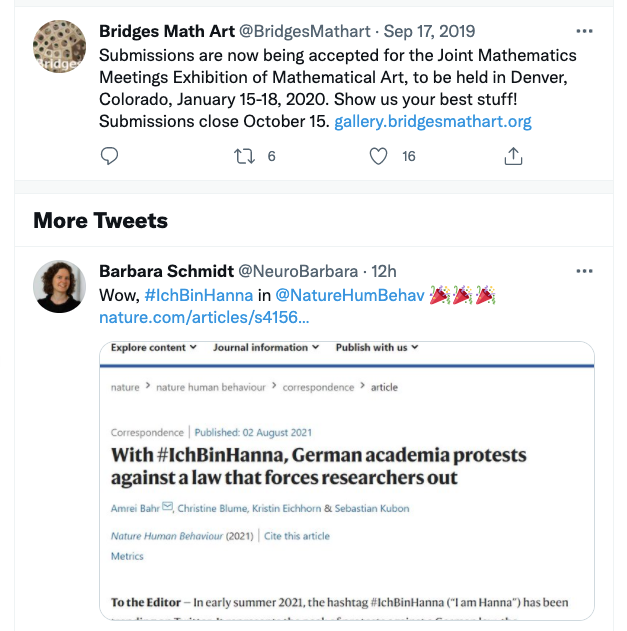 Bridges Math Art @BridgesMathart · Sep 17, 2019
Submissions are now being accepted for the Joint Mathematics
Meetings Exhibition of Mathematical Art, to be held in Denver,
Colorado, January 15-18, 2020. Show us your best stuff!
Submissions close October 15. gallery.bridgesmathart.org
6
16
More Tweets
Barbara Schmidt @NeuroBarbara · 12h
Wow, #IchBinHanna in @NatureHumBehav 🎉🎉🎉
nature.com/articles/s4156...
Explore content Journal information Publish with us
nature > nature human behaviour > correspondence > article
Correspondence | Published: 02 August 2021
With #IchBinHanna, German academia protests
against a law that forces researchers out
Amrei Bahr, Christine Blume, Kristin Eichhorn & Sebastian Kubon
Nature Human Behaviour (2021) | Cite this article
Metrics
To the Editor – In early summer 2021, the hashtag #IchBinHanna ("I am Hanna") has been